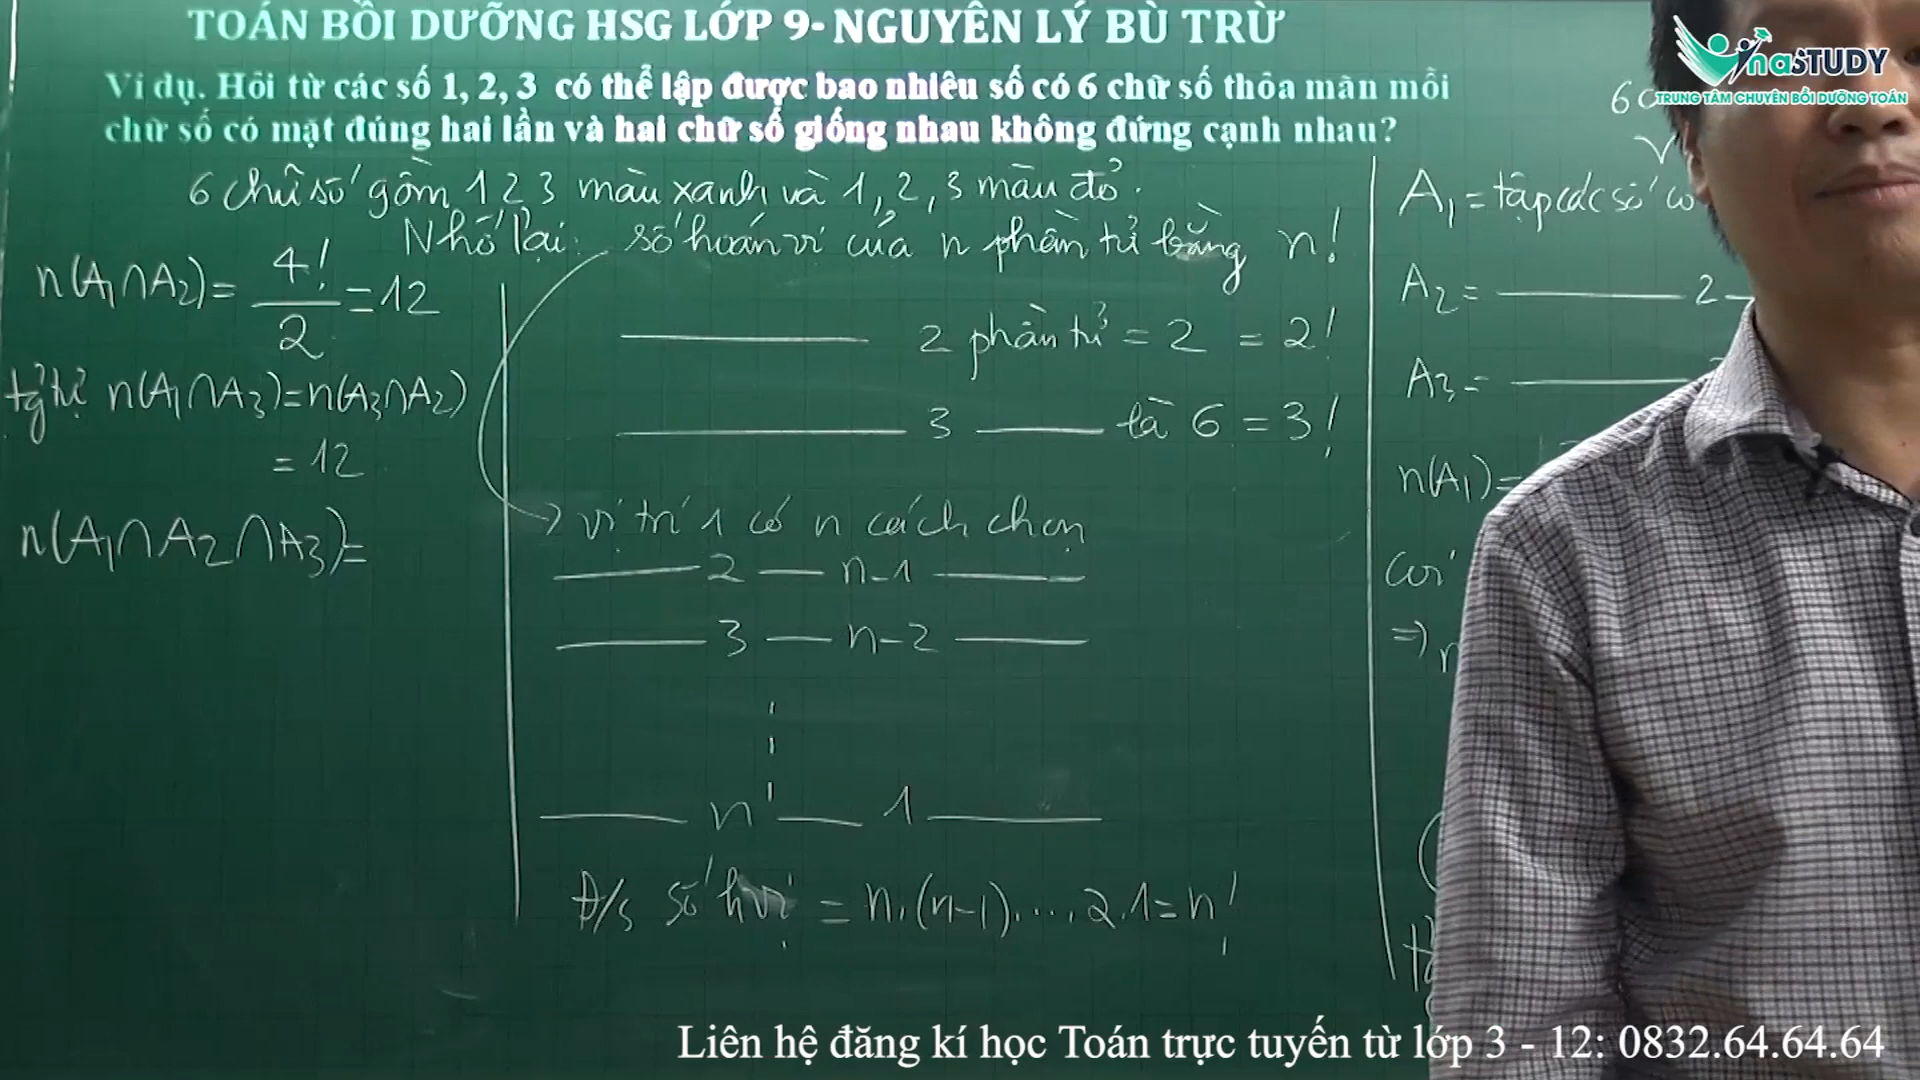 TOÁN BỒI DƯỠNG HSG LỚP 9- NGUYÊN LÝ BÙ TRỪ
Ví dụ. Hỏi từ các số 1, 2, 3 có thể lập được bao nhiêu số có 6 chữ số thỏa mãn mỗi
chữ số có mặt đúng hai lần và hai chữ số giống nhau không đứng cạnh nhau?
naSTUDY
TRUNG TÂM CHUYÊN BỒI DƯỠNG TOÁN
6 chữ số gồm 1 2 3 màu xanh và 1, 2, 3 màu đỏ.
Nhớ lại: số hoán vị của n phần tử bằng n!
2 phần tử = 2 = 2!
3 là 6 = 3!
→ vị trí 1 có n cách chọn
2 n-1
3 n-2
n 1
Đ/s số hvị = n.(n-1)....2.1 = n!
n(A₁∩A₂) = 4!/2 = 12
tg tự n(A₁∩A₃) = n(A₃∩A₂)
= 12
n(A₁∩A₂∩A₃) =
A₁ = tập các số có
A₂ = 2
A₃ =
n(A₁) =
coi
⇒ n
Liên hệ đăng kí học Toán trực tuyến từ lớp 3 - 12: 0832.64.64.64